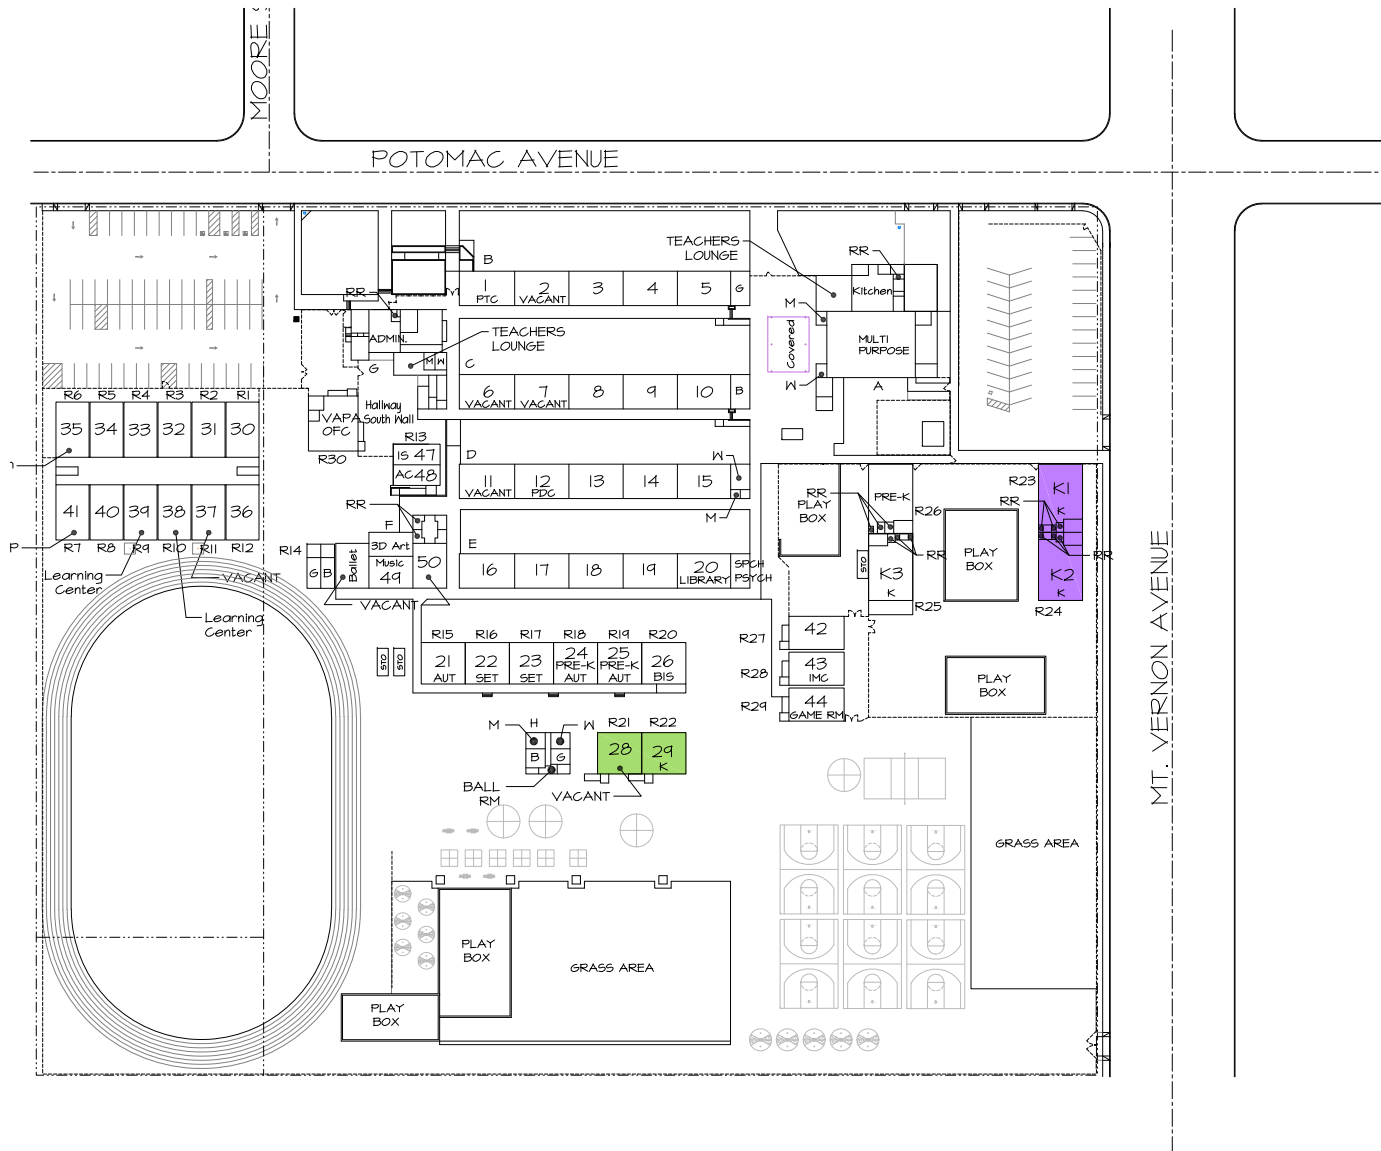 MOORE S
POTOMAC AVENUE
MT. VERNON AVENUE
TEACHERS
LOUNGE
RR
B
1
PTC
2
VACANT
3
4
5
G
Kitchen
M
Covered
MULTI
PURPOSE
W
A
RR
ADMIN.
TEACHERS
LOUNGE
M W
G
C
6
VACANT
7
VACANT
8
9
10
B
R6 R5 R4 R3 R2 R1
35 34 33 32 31 30
41 40 39 38 37 36
P
R7 R8 R9 R10 R11 R12
Learning
Center
VACANT
Learning
Center
VAPA
OFC
Hallway
South Wall
R30
R13
IS 47
AC 48
D
11
VACANT
12
PDC
13
14
15
W
M
RR
F
R14
G B
Ballet
3D Art
Music
49
50
VACANT
E
16
17
18
19
20
LIBRARY
SPCH
PSYCH
PLAY
BOX
RR
PRE-K
R26
RR
STO
K3
K
R25
PLAY
BOX
R23
K1
K
RR
RR
K2
K
R24
R27
42
R28
43
IMC
R29
44
GAME RM
PLAY
BOX
R15 R16 R17 R18 R19 R20
STO
STO
21
AUT
22
SET
23
SET
24
PRE-K
AUT
25
PRE-K
AUT
26
BIS
M
H
W
B
G
BALL
RM
R21 R22
28
29
K
VACANT
GRASS AREA
PLAY
BOX
GRASS AREA
PLAY
BOX